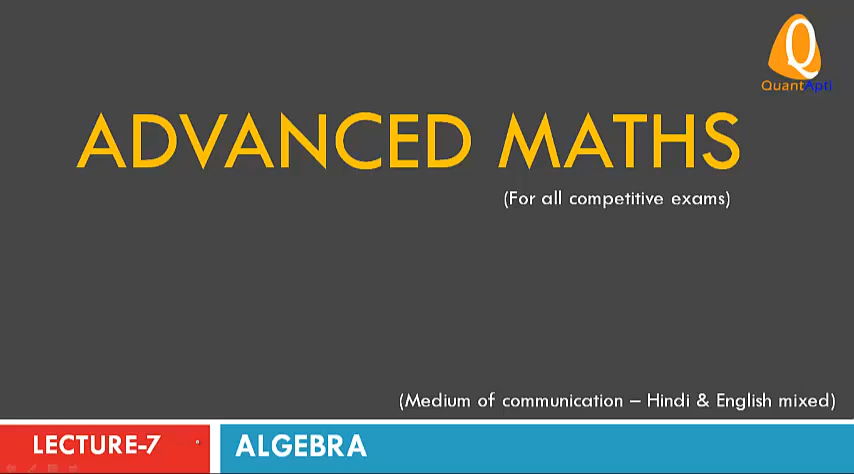 Q
QuantApti
ADVANCED MATHS
(For all competitive exams)
(Medium of communication – Hindi & English mixed)
LECTURE-7
ALGEBRA